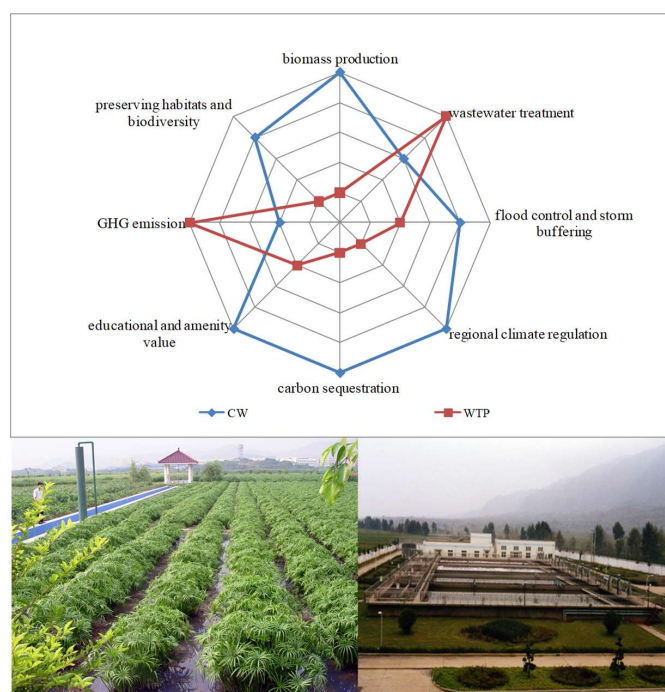 biomass production
preserving habitats and
biodiversity
wastewater treatment
GHG emission
flood control and storm
buffering
educational and amenity
value
regional climate regulation
carbon sequestration
CW
WTP